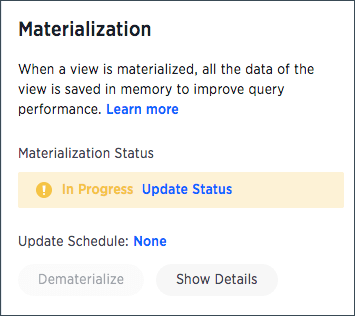 Materialization
When a view is materialized, all the data of the
view is saved in memory to improve query
performance. Learn more
Materialization Status
In Progress Update Status
Update Schedule: None
Dematerialize Show Details